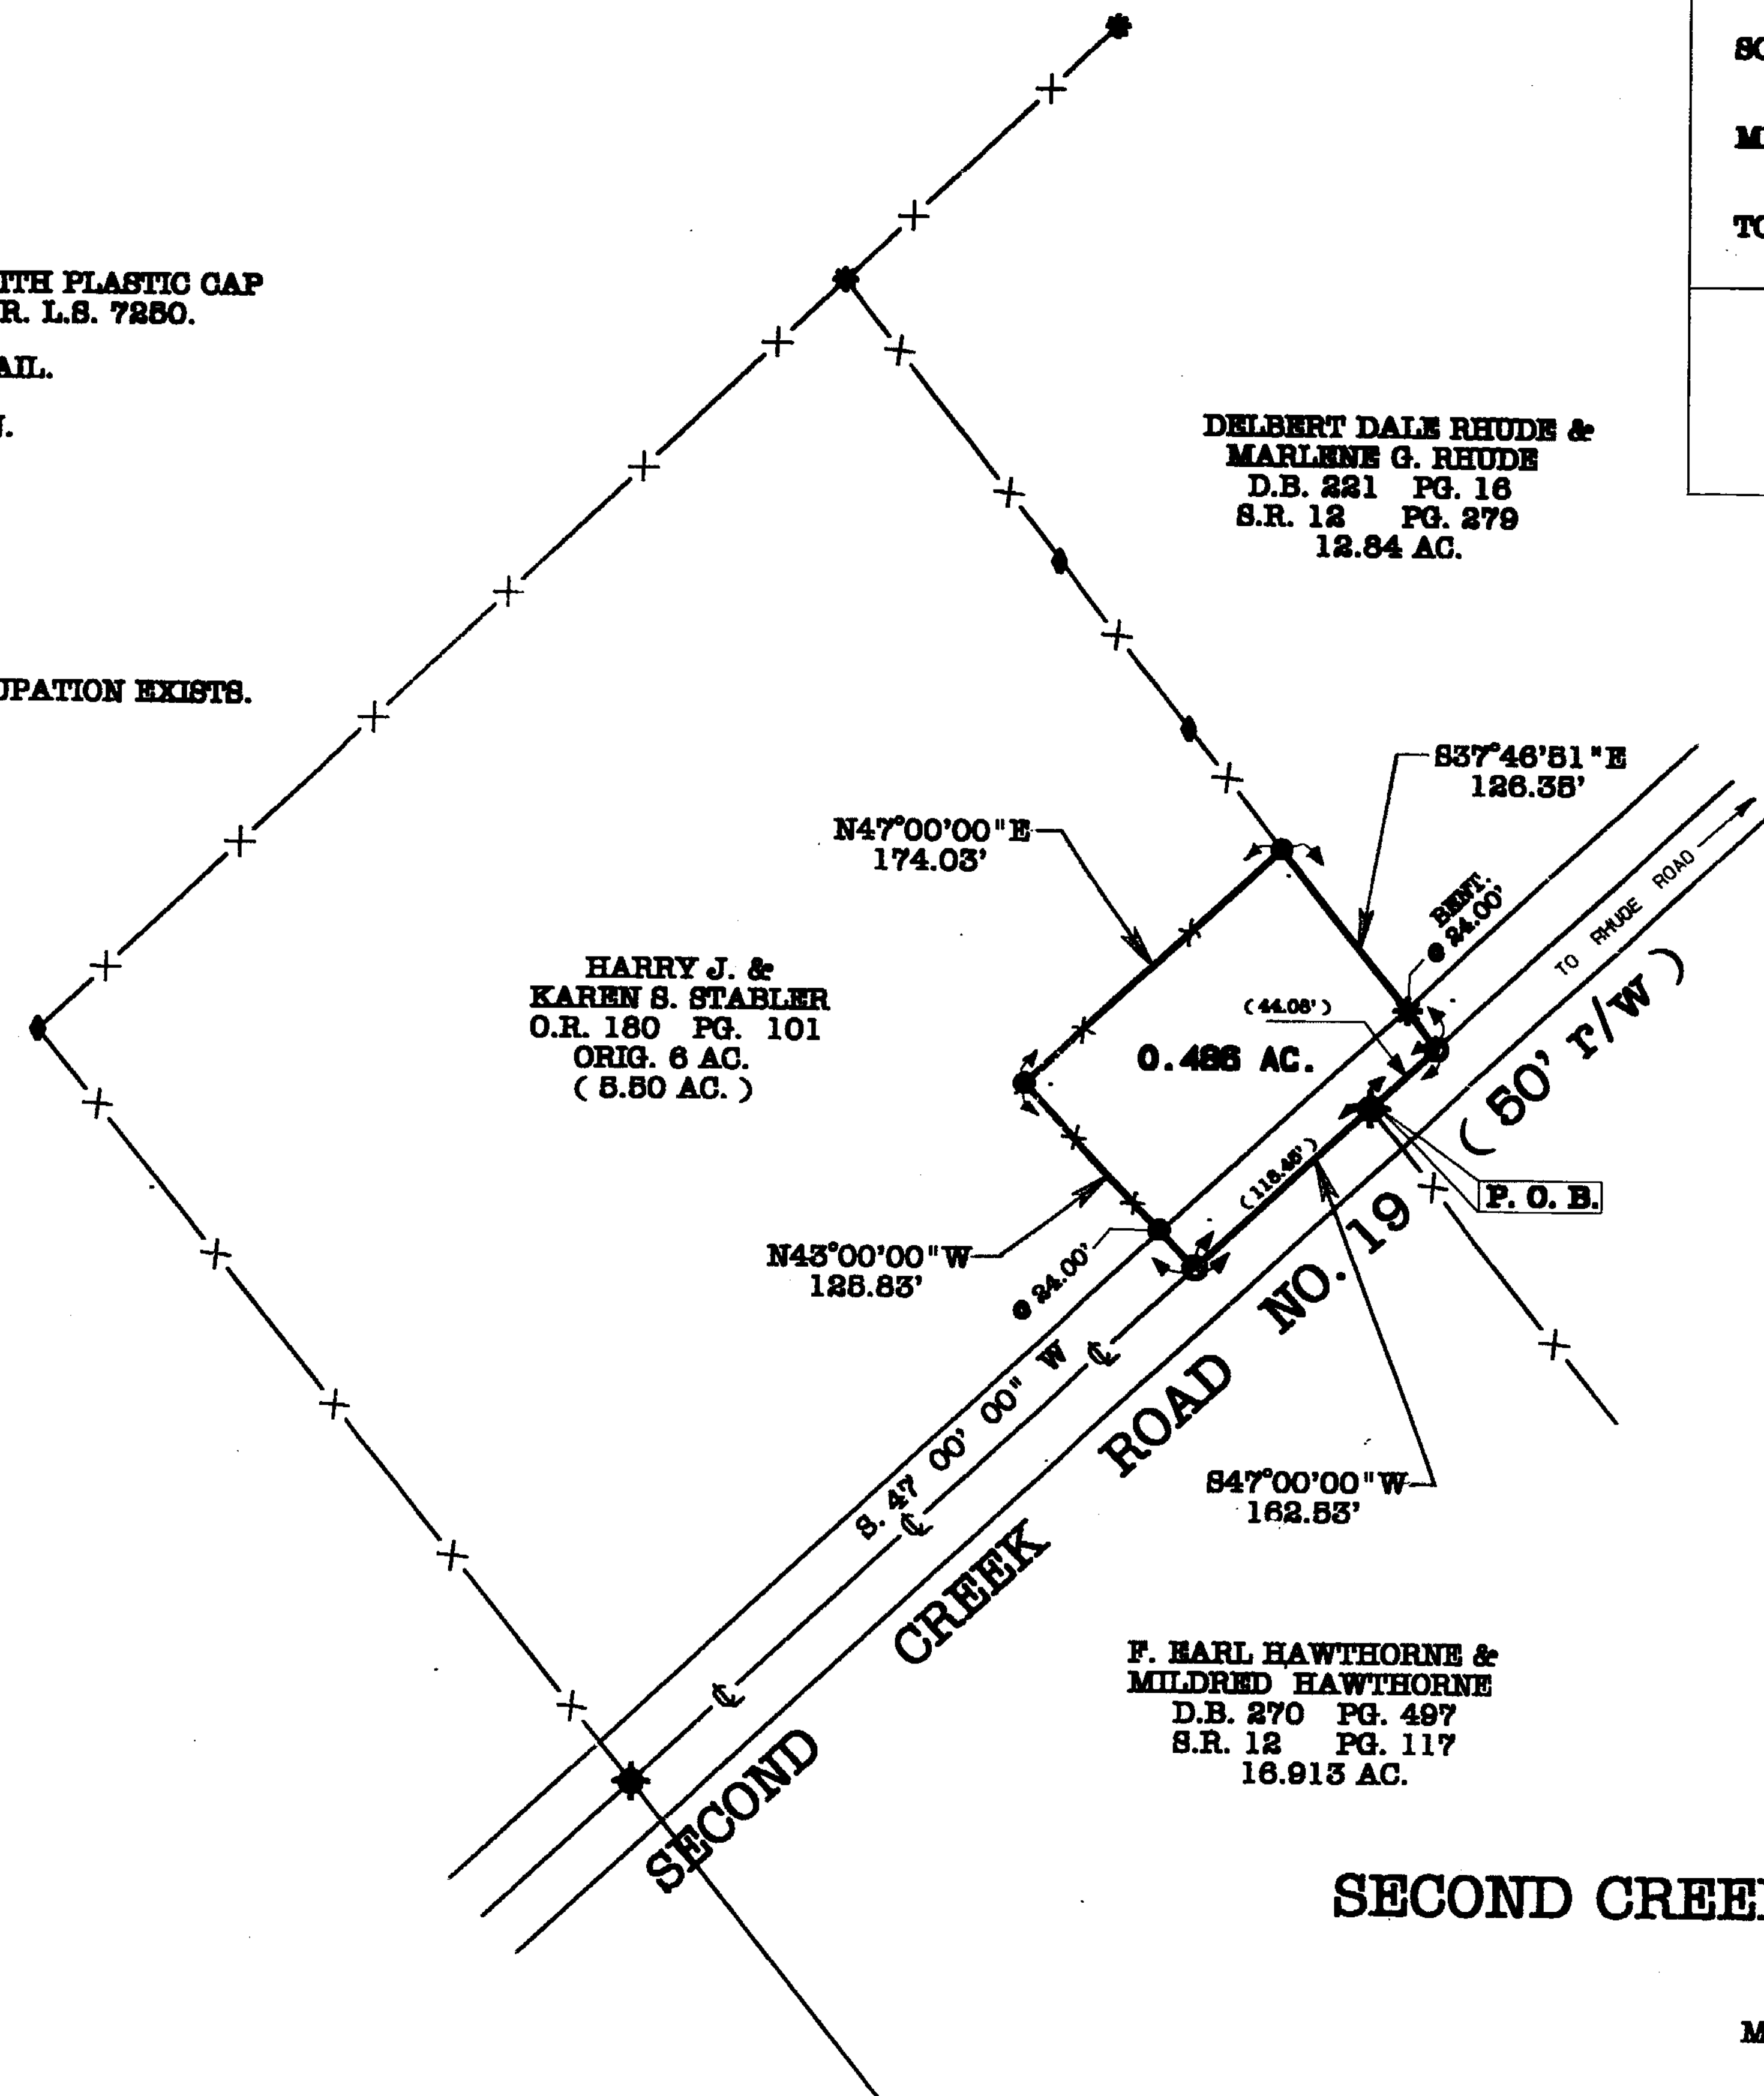 SO
M
TO
ITH PLASTIC CAP
R. L.S. 7250.
AIL.
N.
UPATION EXISTS.
DELBERT DALE RHUDE &
MARLENE G. RHUDE
D.B. 221 PG. 16
S.R. 12 PG. 279
12.84 AC.
S37°46'51"E
126.35'
N47°00'00"E
174.03'
BENT.
@ 24.00'
TO RHUDE ROAD
HARRY J. &
KAREN S. STABLER
O.R. 180 PG. 101
ORIG. 6 AC.
( 5.50 AC. )
( 44.08' )
0.486 AC.
( 50' r/w )
( 118.45' )
P. O. B.
N43°00'00"W
125.83'
@ 24.00'
S. 47 00' 00" W
SECOND CREEK ROAD NO. 19
S47°00'00"W
162.53'
F. EARL HAWTHORNE &
MILDRED HAWTHORNE
D.B. 270 PG. 497
S.R. 12 PG. 117
16.913 AC.
SECOND CREE
M